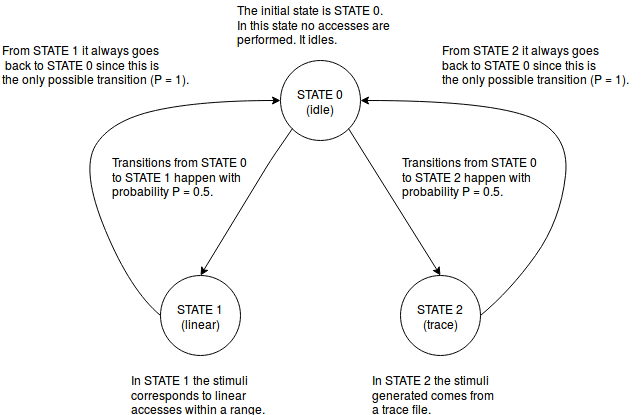 The initial state is STATE 0.
In this state no accesses are
performed. It idles.
From STATE 1 it always goes
back to STATE 0 since this is
the only possible transition (P = 1).
From STATE 2 it always goes
back to STATE 0 since this is
the only possible transition (P = 1).
STATE 0
(idle)
Transitions from STATE 0
to STATE 1 happen with
probability P = 0.5.
Transitions from STATE 0
to STATE 2 happen with
probability P = 0.5.
STATE 1
(linear)
STATE 2
(trace)
In STATE 1 the stimuli
corresponds to linear
accesses within a range.
In STATE 2 the stimuli
generated comes from
a trace file.